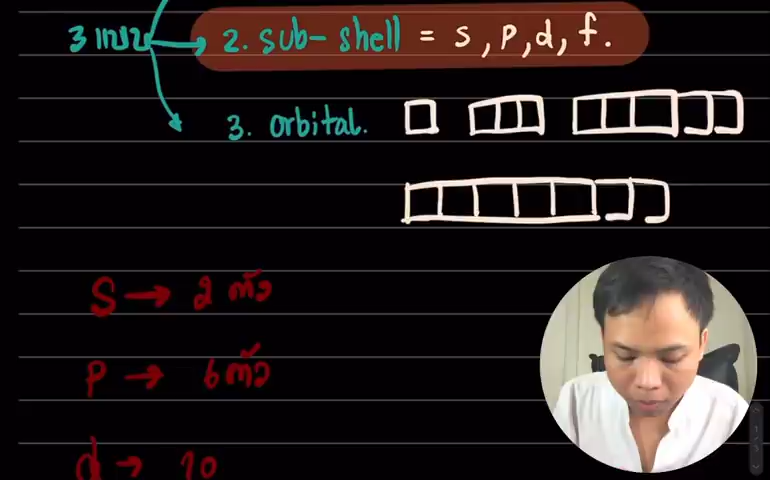 3 แบบ
2. sub-shell = s, p, d, f.
3. orbital.
S → 2 ตัว
P → 6 ตัว
d → 10